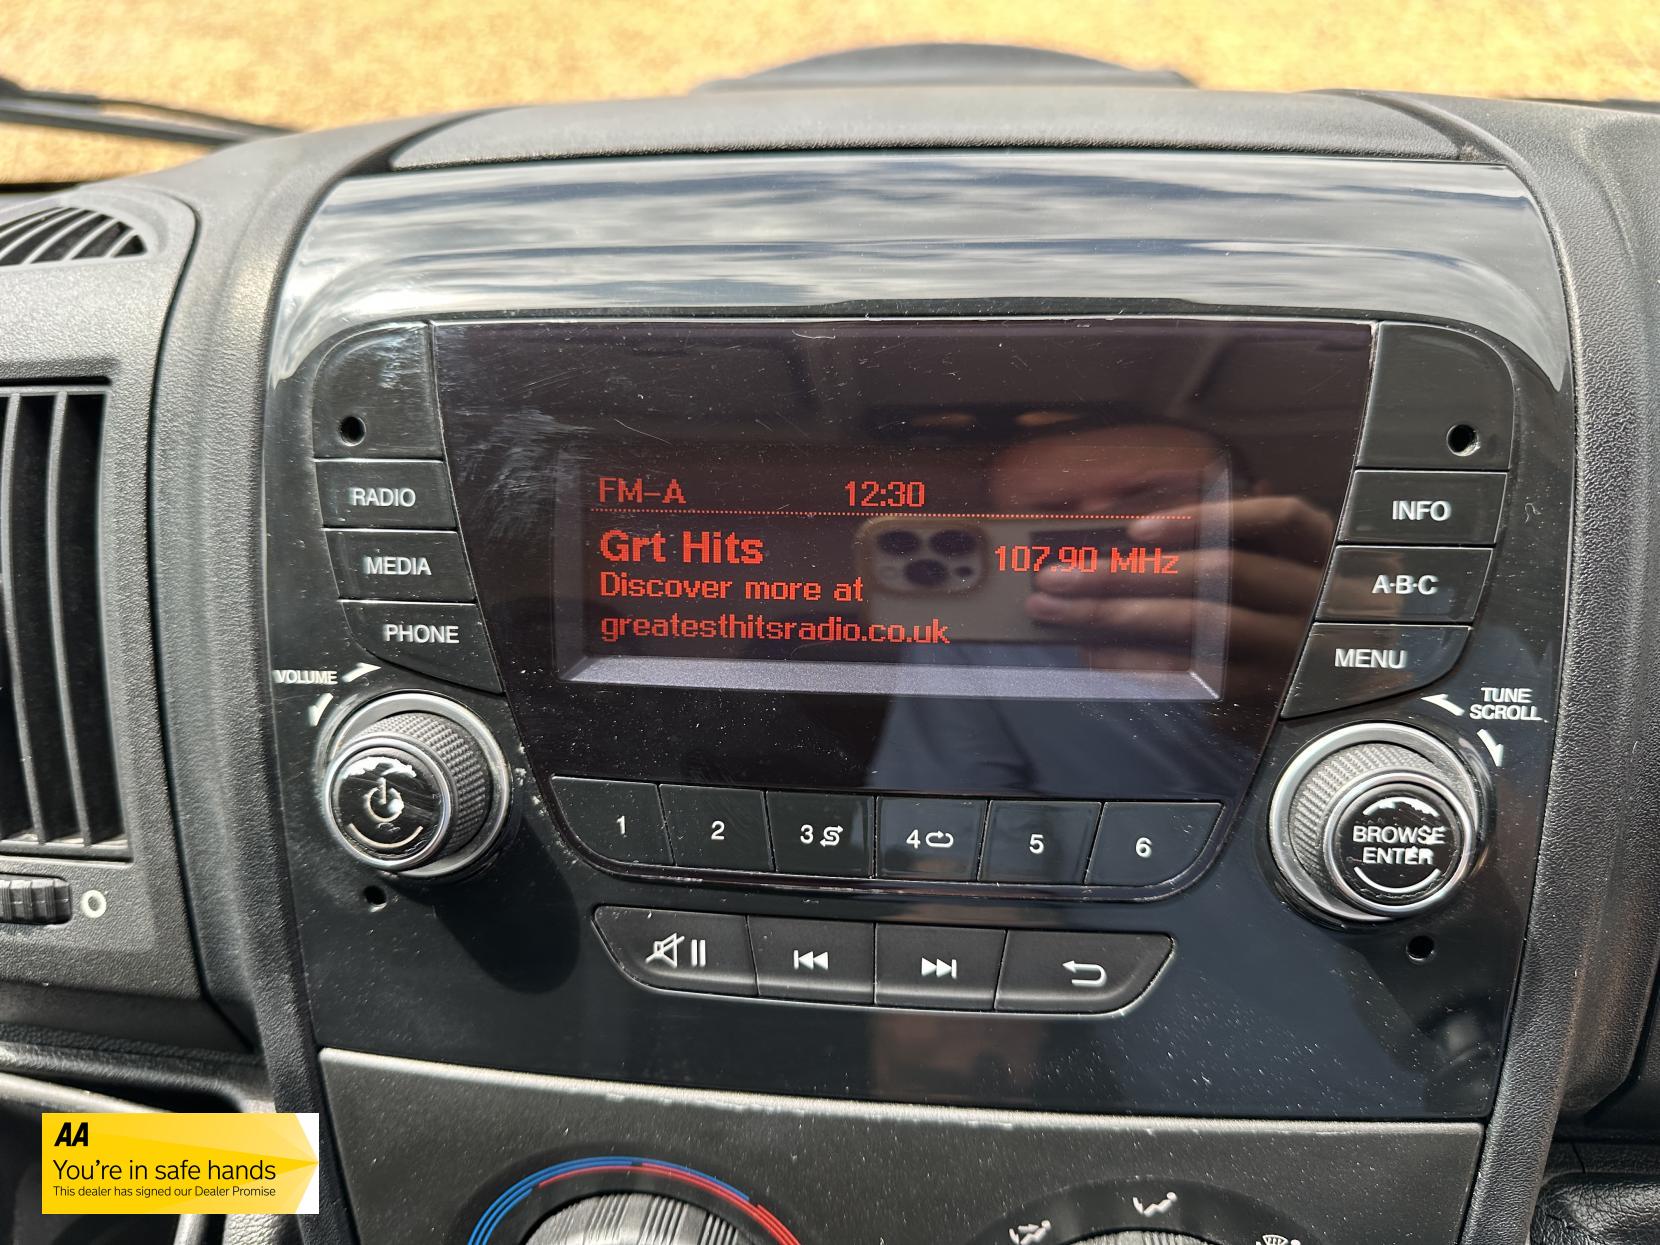 FM-A 12:30
Grt Hits 107.90 MHz
Discover more at
greatesthitsradio.co.uk
RADIO
MEDIA
PHONE
VOLUME
INFO
A·B·C
MENU
TUNE
SCROLL
1 2 3 4 5 6
BROWSE
ENTER
O
AA
You're in safe hands
This dealer has signed our Dealer Promise